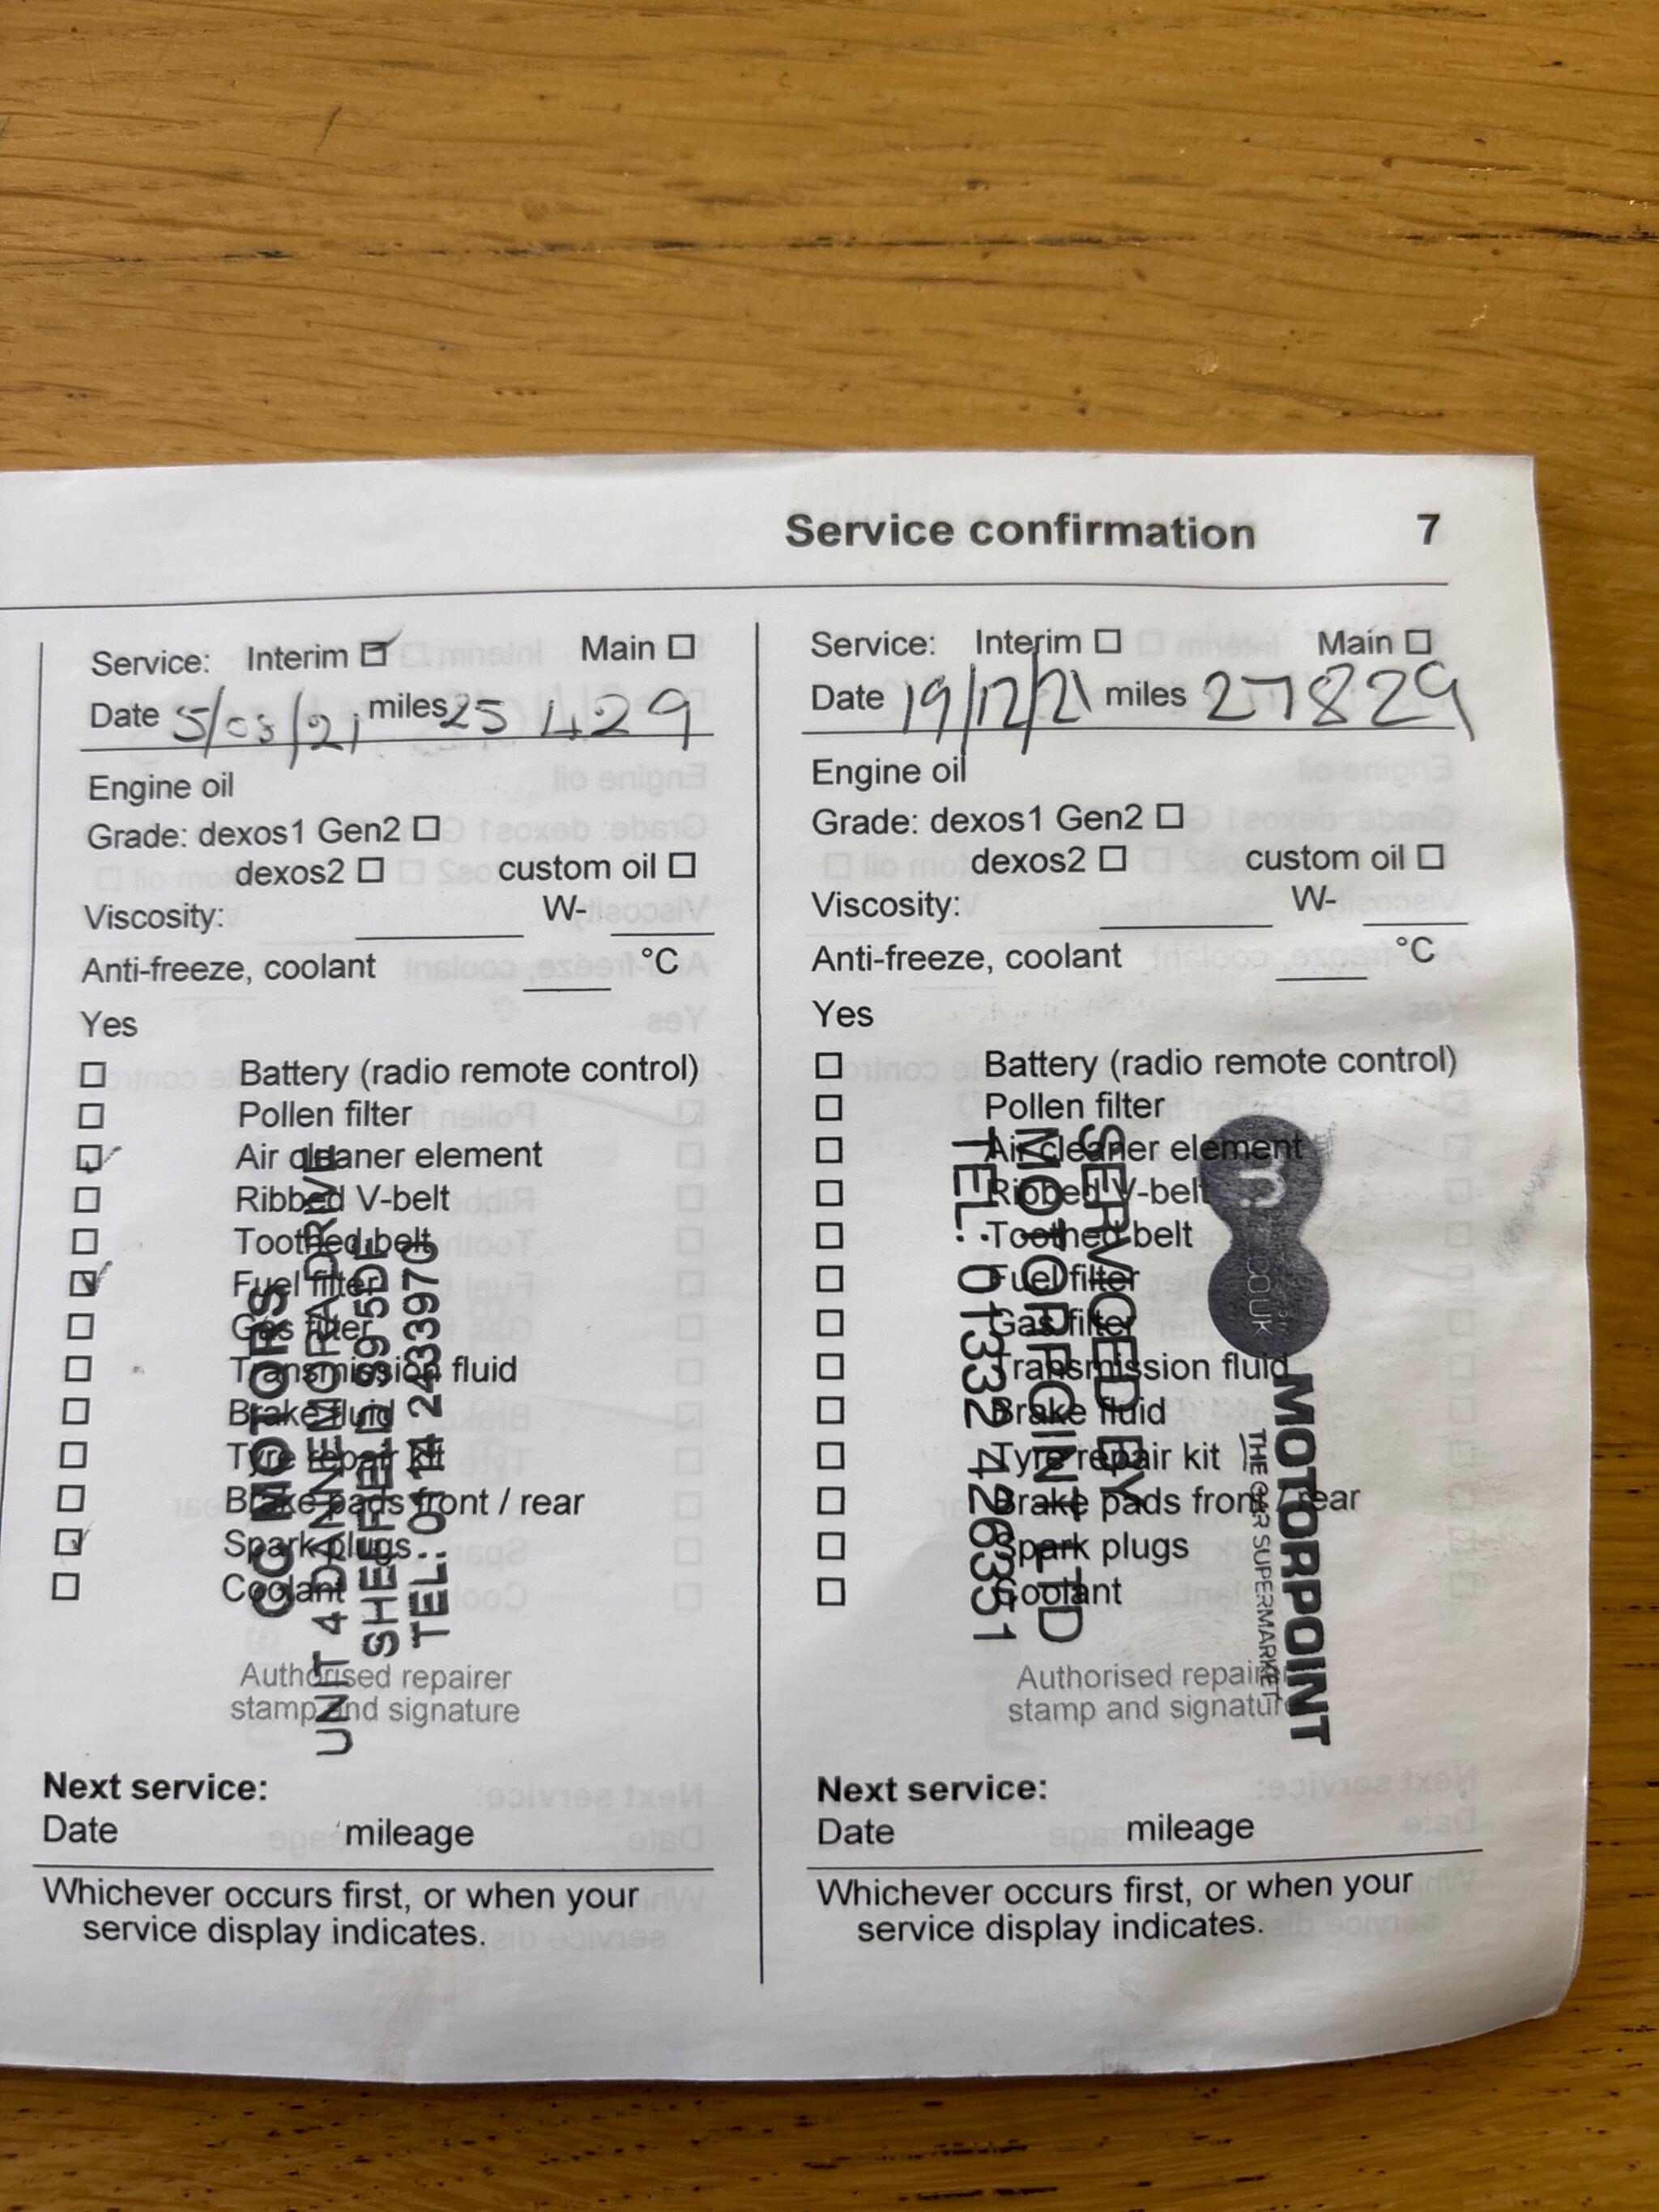 Service confirmation 7
Service: Interim Main
Date 5/03/21 miles 25 429
Engine oil
Grade: dexos1 Gen2
dexos2 custom oil
Viscosity: W-
Anti-freeze, coolant °C
Yes
Battery (radio remote control)
Pollen filter
Air cleaner element
Ribbed V-belt
Toothed belt
Fuel filter
Gas filter
Transmission fluid
Brake fluid
Tyre repair kit
Brake pads front / rear
Spark plugs
Coolant
MOTORS
UNIT 4 DANNEMORA DRIVE
SHEFFIELD S9 5DF
TEL: 0114 2433970
Authorised repairer
stamp and signature
Next service:
Date mileage
Whichever occurs first, or when your
service display indicates.
Service: Interim Main
Date 19/12/21 miles 27829
Engine oil
Grade: dexos1 Gen2
dexos2 custom oil
Viscosity: W-
Anti-freeze, coolant °C
Yes
Battery (radio remote control)
Pollen filter
Air cleaner element
Ribbed V-belt
Toothed belt
Fuel filter
Gas filter
Transmission fluid
Brake fluid
Tyre repair kit
Brake pads front / rear
Spark plugs
Coolant
m.
.CO.UK
MOTORPOINT
THE CAR SUPERMARKET
SERVICED BY
MOTORPOINT LTD
TEL: 01332 426351
Authorised repairer
stamp and signature
Next service:
Date mileage
Whichever occurs first, or when your
service display indicates.